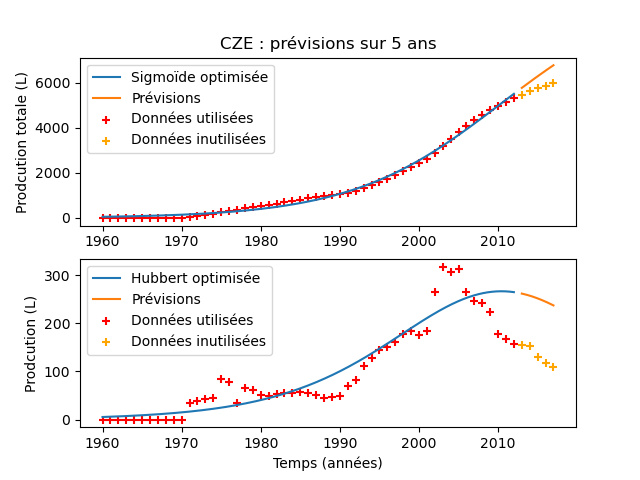 CZE : prévisions sur 5 ans
Prodcution totale (L)
6000
4000
2000
0
Sigmoïde optimisée
Prévisions
Données utilisées
Données inutilisées
1960 1970 1980 1990 2000 2010
Prodcution (L)
300
200
100
0
Hubbert optimisée
Prévisions
Données utilisées
Données inutilisées
1960 1970 1980 1990 2000 2010
Temps (années)